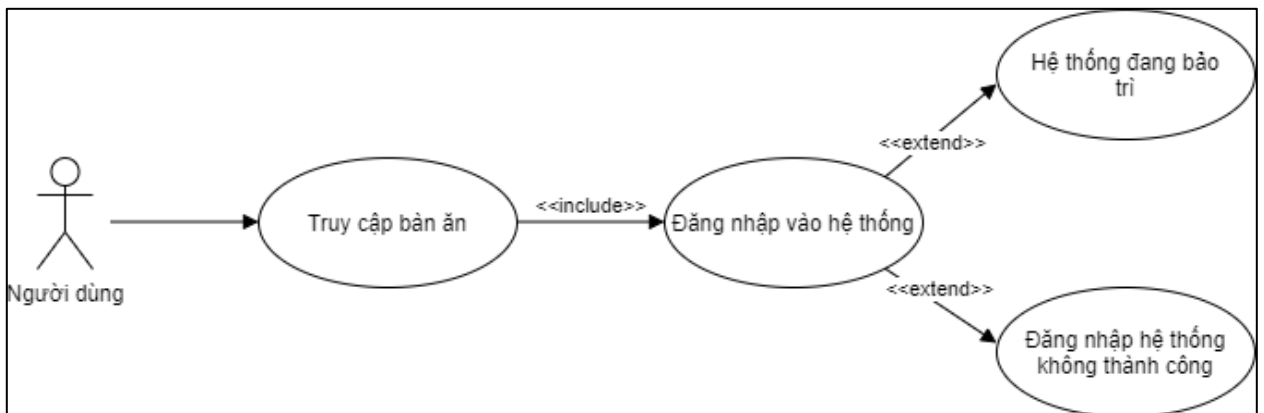 Người dùng
Truy cập bàn ăn
<<include>>
Đăng nhập vào hệ thống
<<extend>>
Hệ thống đang bảo
trì
<<extend>>
Đăng nhập hệ thống
không thành công